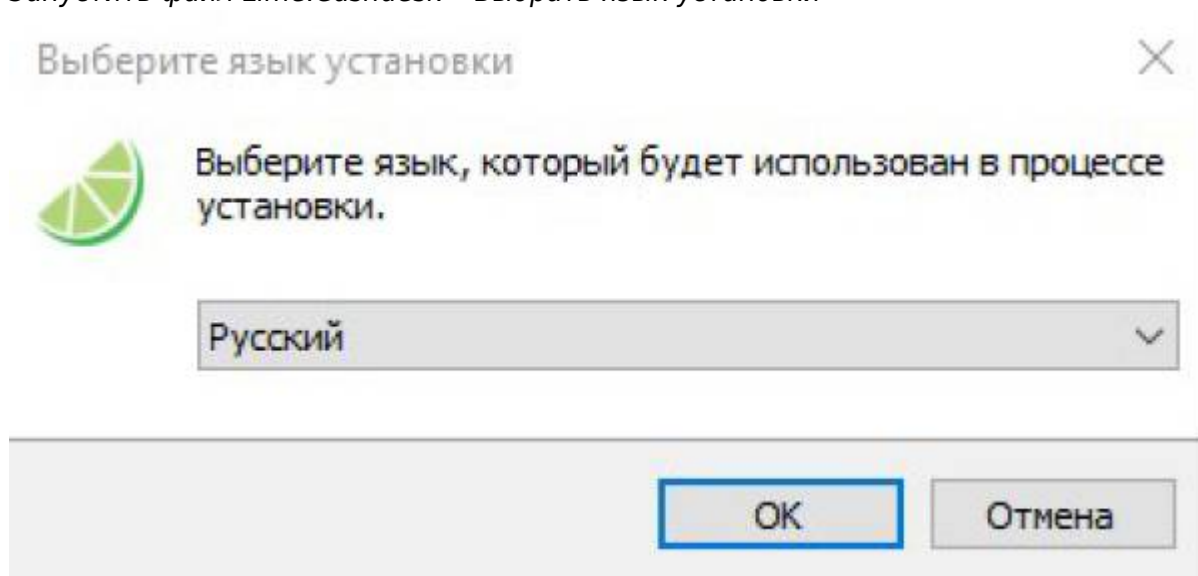 Выберите язык установки
Выберите язык, который будет использован в процессе
установки.
Русский
OK
Отмена